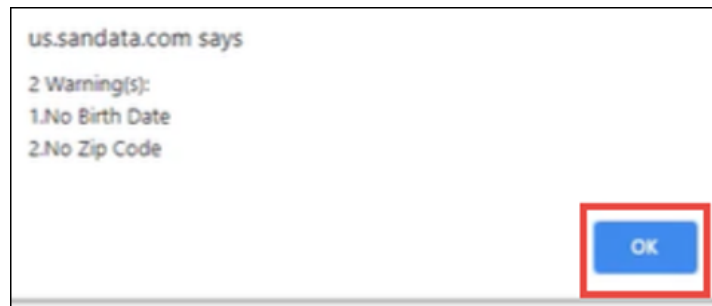 us.sandata.com says
2 Warning(s):
1.No Birth Date
2.No Zip Code
OK